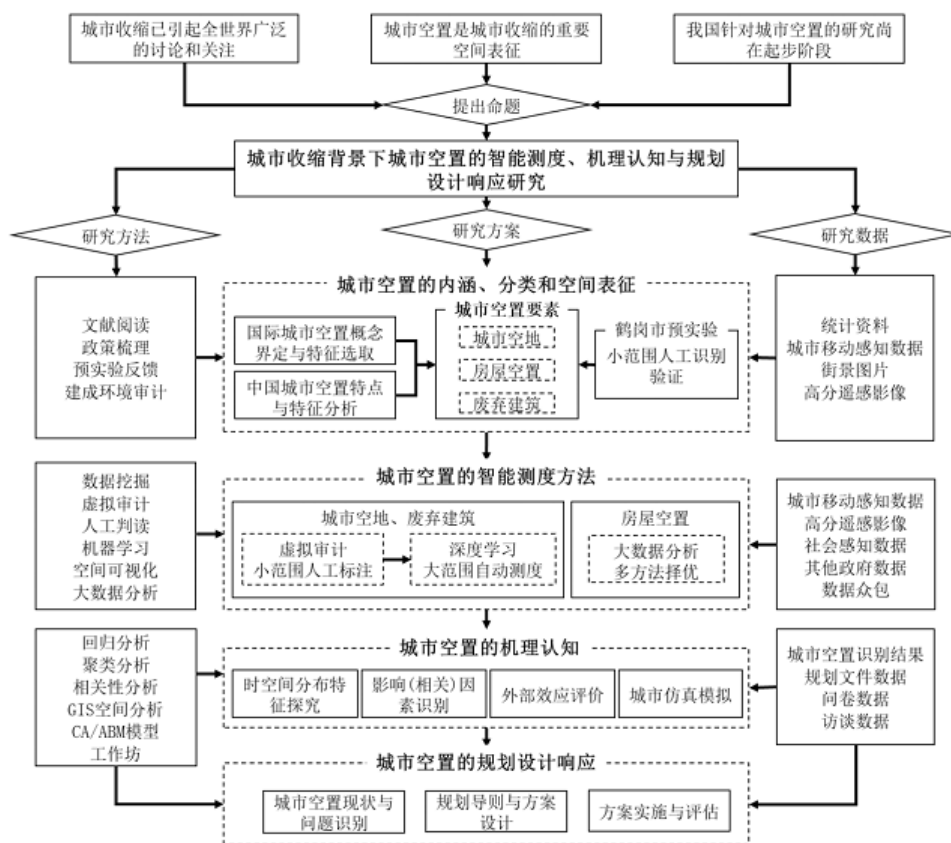 城市收缩已引起全世界广泛
的讨论和关注
城市空置是城市收缩的重要
空间表征
我国针对城市空置的研究尚
在起步阶段
提出命题
城市收缩背景下城市空置的智能测度、机理认知与规划
设计响应研究
研究方法
研究方案
研究数据
文献阅读
政策梳理
预实验反馈
建成环境审计
城市空置的内涵、分类和空间表征
国际城市空置概念
界定与特征选取
中国城市空置特点
与特征分析
城市空置要素
城市空地
房屋空置
废弃建筑
鹤岗市预实验
小范围人工识别
验证
统计资料
城市移动感知数据
街景图片
高分遥感影像
数据挖掘
虚拟审计
人工判读
机器学习
空间可视化
大数据分析
城市空置的智能测度方法
城市空地、废弃建筑
虚拟审计
小范围人工标注
深度学习
大范围自动测度
房屋空置
大数据分析
多方法择优
城市移动感知数据
高分遥感影像
社会感知数据
其他政府数据
数据众包
回归分析
聚类分析
相关性分析
GIS空间分析
CA/ABM模型
工作坊
城市空置的机理认知
时空间分布特
征探究
影响(相关)因
素识别
外部效应评价
城市仿真模拟
城市空置识别结果
规划文件数据
问卷数据
访谈数据
城市空置的规划设计响应
城市空置现状与
问题识别
规划导则与方案
设计
方案实施与评估